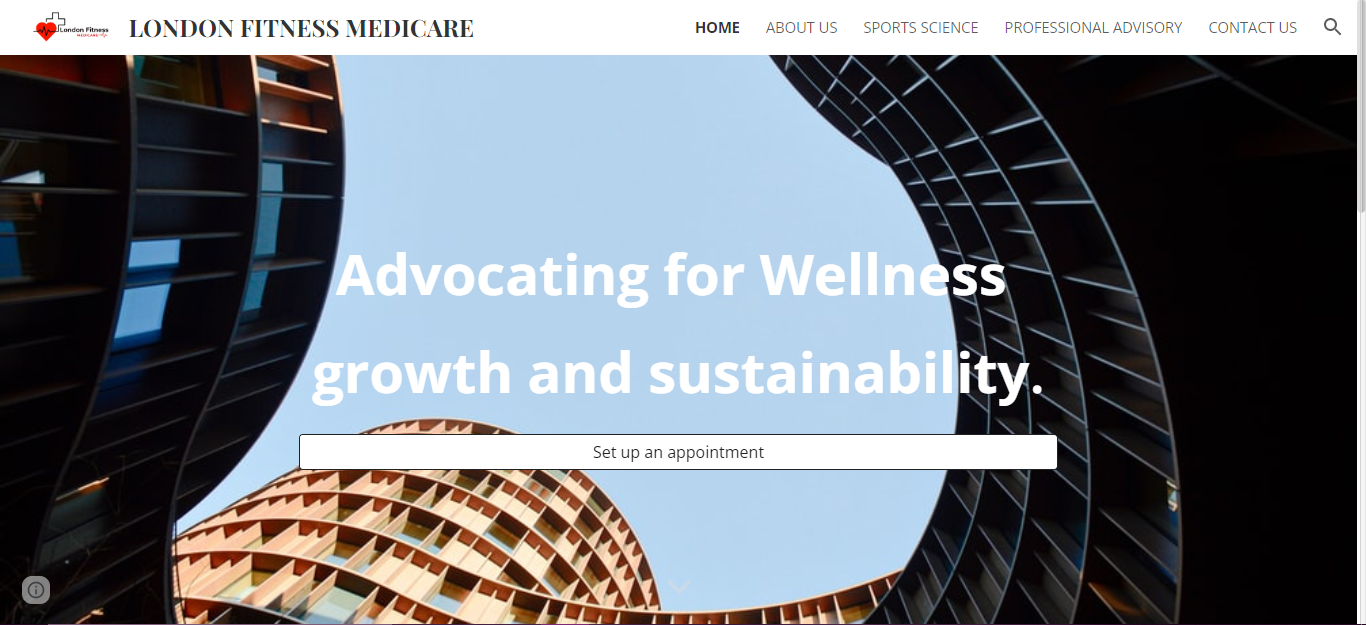 London Fitness
LONDON FITNESS MEDICARE
HOME
ABOUT US
SPORTS SCIENCE
PROFESSIONAL ADVISORY
CONTACT US
Advocating for Wellness
growth and sustainability.
Set up an appointment